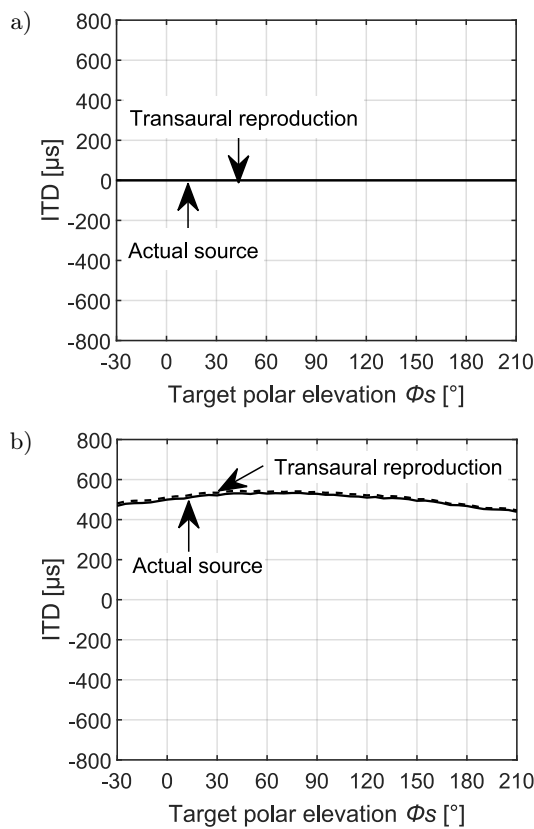 a)
800
600
400
200
0
-200
-400
-600
-800
ITD [µs]
Transaural reproduction
Actual source
-30 0 30 60 90 120 150 180 210
Target polar elevation Φs [°]
b)
800
600
400
200
0
-200
-400
-600
-800
ITD [µs]
Transaural reproduction
Actual source
-30 0 30 60 90 120 150 180 210
Target polar elevation Φs [°]